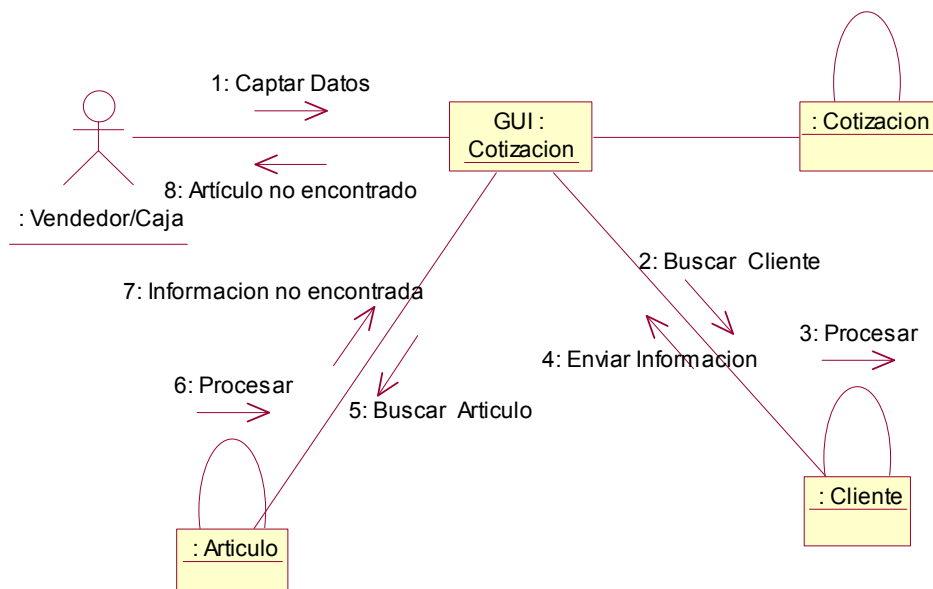 1: Captar Datos
GUI :
Cotizacion
: Cotizacion
8: Artículo no encontrado
: Vendedor/Caja
2: Buscar Cliente
7: Informacion no encontrada
3: Procesar
4: Enviar Informacion
6: Procesar
5: Buscar Articulo
: Cliente
: Articulo